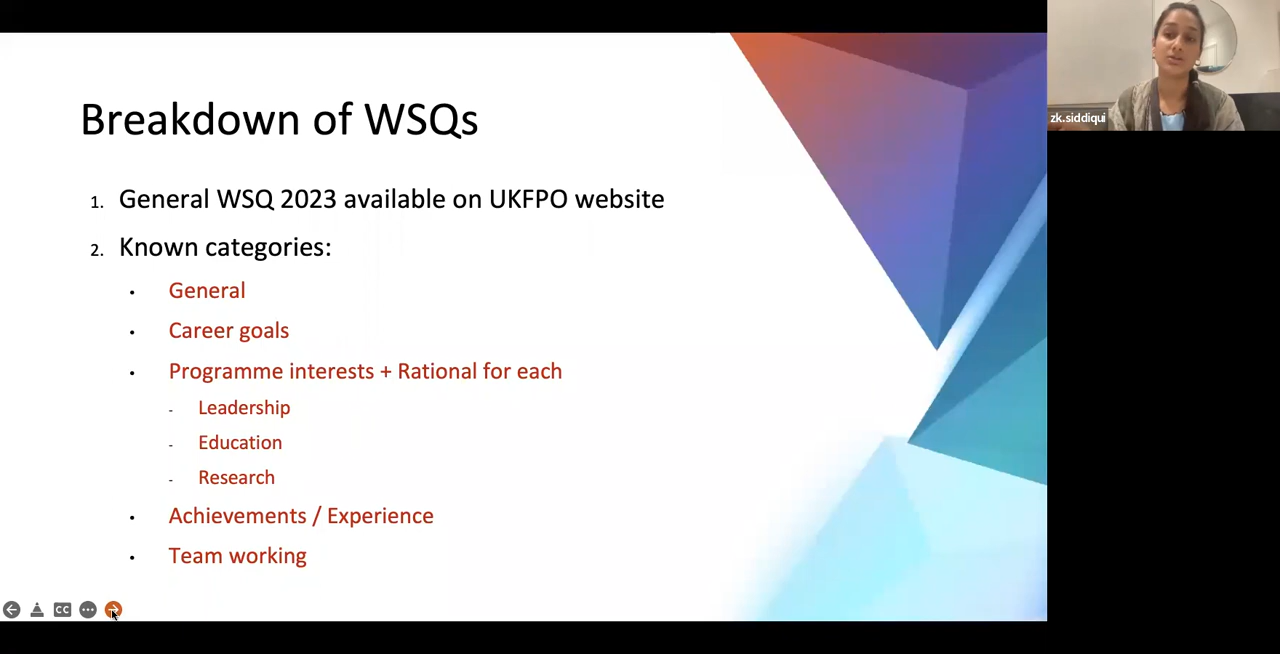 Breakdown of WSQs
1. General WSQ 2023 available on UKFPO website
2. Known categories:
• General
• Career goals
• Programme interests + Rational for each
- Leadership
- Education
- Research
• Achievements / Experience
• Team working
CC
zk.siddiqui